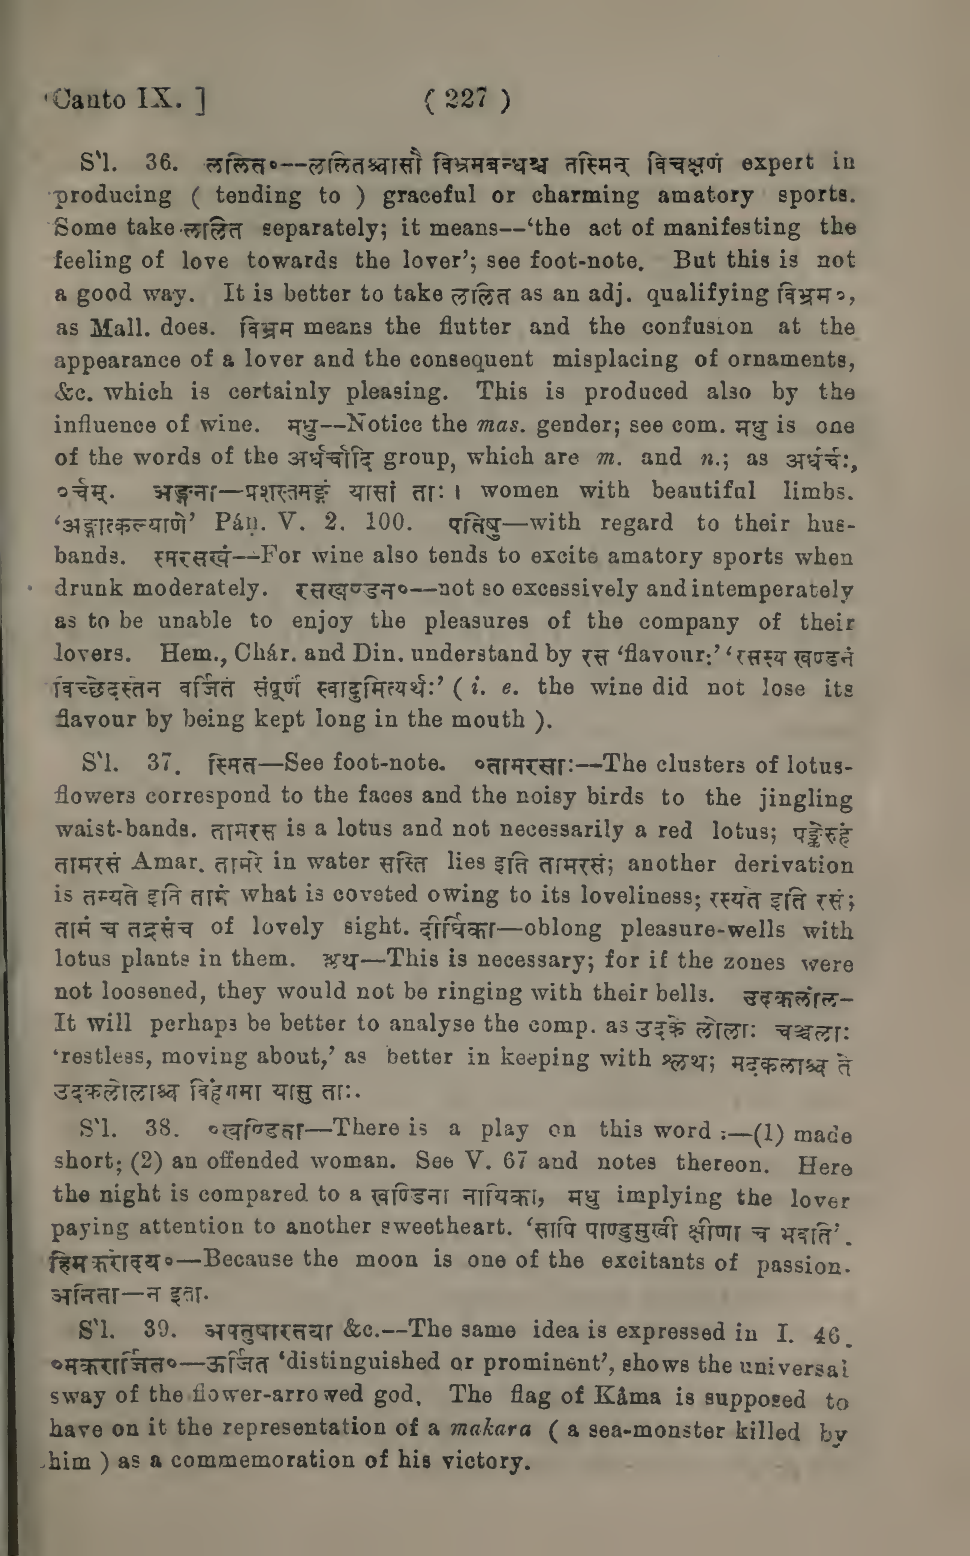 Canto IX. ] ( 227 )
S'l. 36. ललित०--ललितश्चासौ विभ्रमबन्धश्च तस्मिन् विचक्षणं expert in
producing ( tending to ) graceful or charming amatory sports.
Some take ललित separately; it means--‘the act of manifesting the
feeling of love towards the lover’; see foot-note. But this is not
a good way. It is better to take ललित as an adj. qualifying विभ्रम०,
as Mall. does. विभ्रम means the flutter and the confusion at the
appearance of a lover and the consequent misplacing of ornaments,
&c. which is certainly pleasing. This is produced also by the
influence of wine. मधु--Notice the mas. gender; see com. मधु is one
of the words of the अर्धर्चादि group, which are m. and n.; as अर्धर्चः,
०र्चम्. अङ्गना—प्रशस्तमङ्गं यासां ताः। women with beautiful limbs.
‘अङ्गात्कल्याणे’ Páṇ. V. 2. 100. पतिषु—with regard to their hus-
bands. स्मरसखं--For wine also tends to excite amatory sports when
drunk moderately. रसखण्डन०--not so excessively and intemperately
as to be unable to enjoy the pleasures of the company of their
lovers. Hem., Chár. and Din. understand by रस ‘flavour:’ ‘रसस्य खण्डनं
विच्छेदस्तेन वर्जितं संपूर्णं स्वादुमित्यर्थः’ ( i. e. the wine did not lose its
flavour by being kept long in the mouth ).
S'l. 37. स्मित—See foot-note. ०तामरसाः--The clusters of lotus-
flowers correspond to the faces and the noisy birds to the jingling
waist-bands. तामरस is a lotus and not necessarily a red lotus; पङ्केरुहं
तामरसं Amar. तामरे in water सस्ति lies इति तामरसं; another derivation
is तम्यते इति तामं what is coveted owing to its loveliness; रस्यते इति रसं;
तामं च तद्रसंच of lovely sight. दीर्घिका—oblong pleasure-wells with
lotus plants in them. श्लथ—This is necessary; for if the zones were
not loosened, they would not be ringing with their bells. उदकलोल-
It will perhaps be better to analyse the comp. as उदके लोलाः चञ्चलाः
‘restless, moving about,’ as better in keeping with श्लथ; मदकलाश्च ते
उदकलोलाश्च विहंगमा यासु ताः.
S'l. 38. ०खण्डिता—There is a play on this word :—(1) made
short; (2) an offended woman. See V. 67 and notes thereon. Here
the night is compared to a खण्डिता नायिका, मधु implying the lover
paying attention to another sweetheart. ‘सापि पाण्डुमुखी क्षीणा च भवति’.
हिमकरोदय०—Because the moon is one of the excitants of passion.
अनिता—न इता.
S'l. 39. अपतुषारतया &c.--The same idea is expressed in I. 46.
०मकरोर्जित०—ऊर्जित ‘distinguished or prominent’, shows the universal
sway of the flower-arrowed god. The flag of Káma is supposed to
have on it the representation of a makara ( a sea-monster killed by
him ) as a commemoration of his victory.